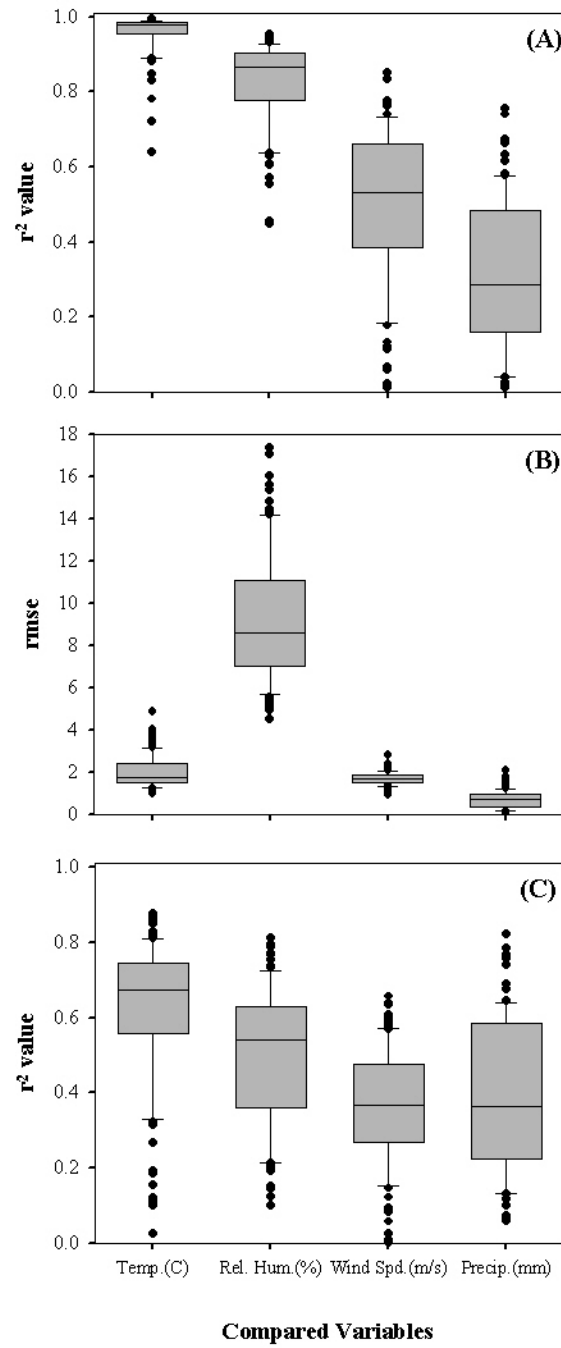 (A)
1.0
0.8
0.6
0.4
0.2
0.0
r² value
(B)
18
16
14
12
10
8
6
4
2
0
rmse
(C)
1.0
0.8
0.6
0.4
0.2
0.0
r² value
Temp.(C) Rel. Hum.(%) Wind Spd.(m/s) Precip.(mm)
Compared Variables